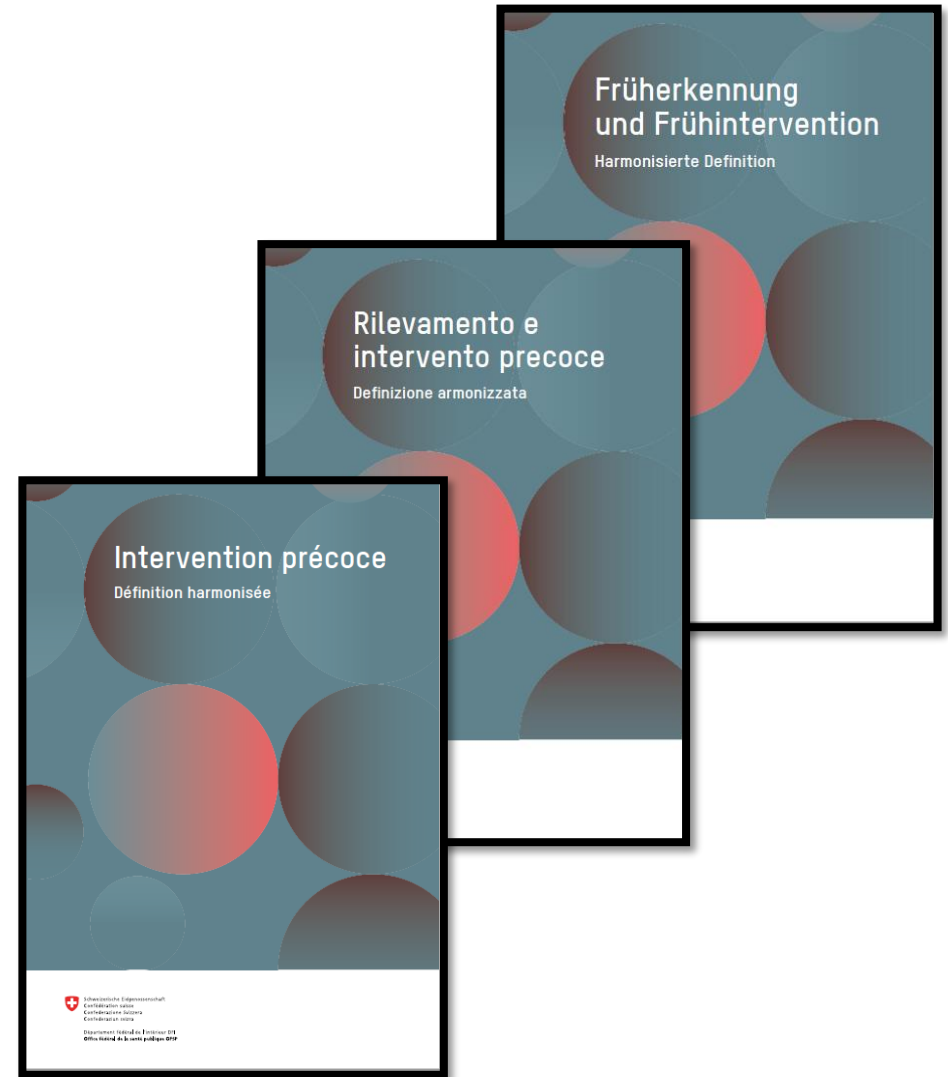 Früherkennung
und Frühintervention
Harmonisierte Definition
Rilevamento e
intervento precoce
Definizione armonizzata
Intervention précoce
Définition harmonisée
Schweizerische Eidgenossenschaft
Confédération suisse
Confederazione Svizzera
Confederaziun svizra
Département fédéral de l'intérieur DFI
Office fédéral de la santé publique OFSP